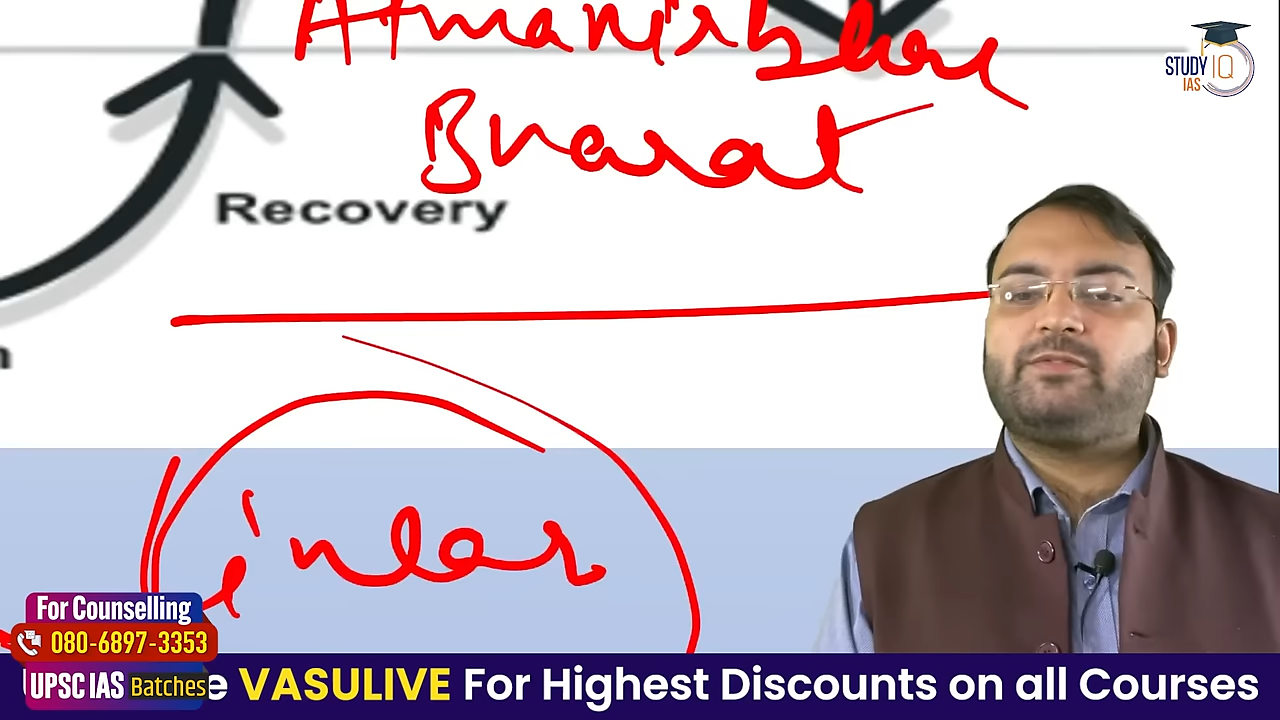 Atmanirbhar
Bharat
STUDY IQ
IAS
Recovery
For Counselling
080-6897-3353
UPSC IAS Batches
e VASULIVE For Highest Discounts on all Courses